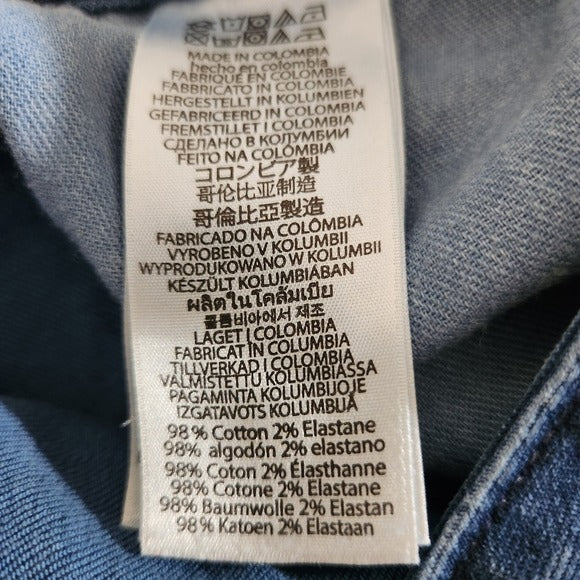 MADE IN COLOMBIA
hecho en colombia
FABRIQUÉ EN COLOMBIE
FABBRICATO IN COLOMBIA
HERGESTELLT IN KOLUMBIEN
GEFABRICEERD IN COLOMBIA
FREMSTILLET I COLOMBIA
СДЕЛАНО В КОЛУМБИИ
FEITO NA COLÔMBIA
コロンビア製
哥伦比亚制造
哥倫比亞製造
FABRICADO NA COLÔMBIA
VYROBENO V KOLUMBII
WYPRODUKOWANO W KOLUMBII
KÉSZÜLT KOLUMBIÁBAN
ผลิตในโคลัมเบีย
콜롬비아에서 제조
LAGET I COLOMBIA
FABRICAT IN COLUMBIA
TILLVERKAD I COLOMBIA
VALMISTETTU KOLUMBIASSA
PAGAMINTA KOLUMBIJOJE
IZGATAVOTS KOLUMBIJĀ
98% Cotton 2% Elastane
98% algodón 2% elastano
98% Coton 2% Élasthanne
98% Cotone 2% Elastane
98% Baumwolle 2% Elastan
98% Katoen 2% Elastaan